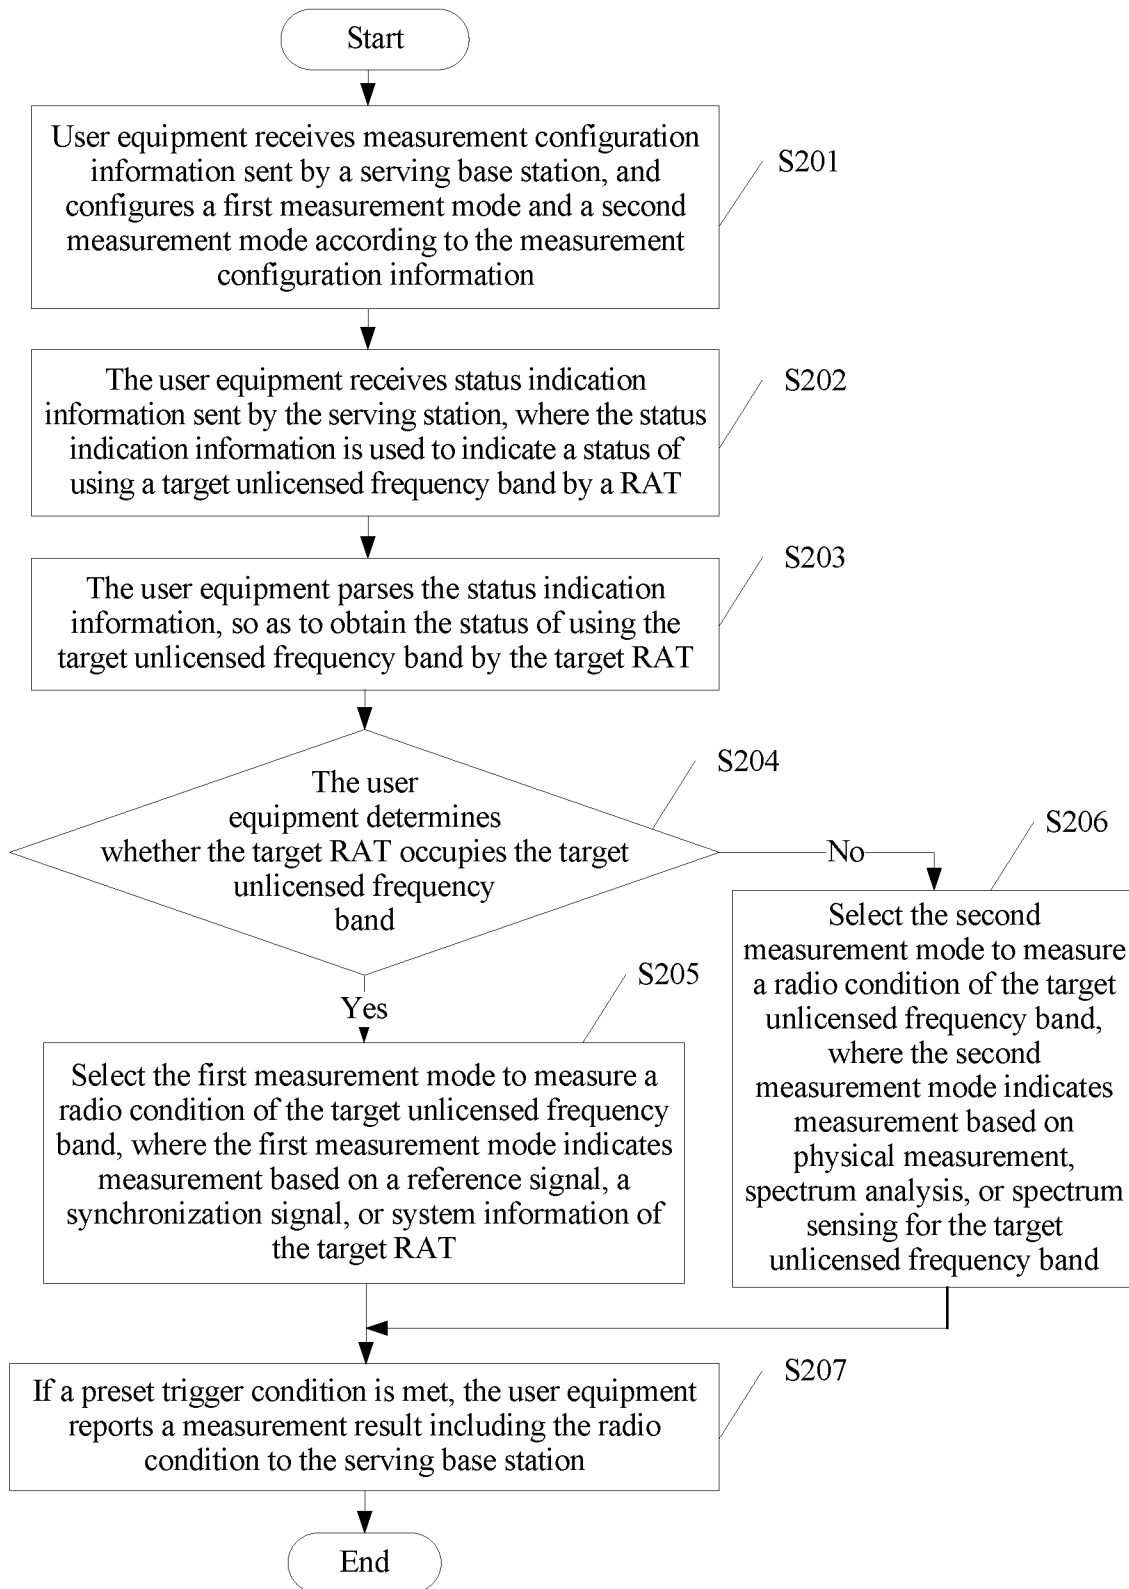 Start
User equipment receives measurement configuration
information sent by a serving base station, and
configures a first measurement mode and a second
measurement mode according to the measurement
configuration information
S201
The user equipment receives status indication
information sent by the serving station, where the status
indication information is used to indicate a status of
using a target unlicensed frequency band by a RAT
S202
The user equipment parses the status indication
information, so as to obtain the status of using the
target unlicensed frequency band by the target RAT
S203
The user
equipment determines
whether the target RAT occupies the target
unlicensed frequency
band
S204
No
Yes
S206
Select the second
measurement mode to measure
a radio condition of the target
unlicensed frequency band,
where the second
measurement mode indicates
measurement based on
physical measurement,
spectrum analysis, or spectrum
sensing for the target
unlicensed frequency band
S205
Select the first measurement mode to measure a
radio condition of the target unlicensed frequency
band, where the first measurement mode indicates
measurement based on a reference signal, a
synchronization signal, or system information of
the target RAT
If a preset trigger condition is met, the user equipment
reports a measurement result including the radio
condition to the serving base station
S207
End